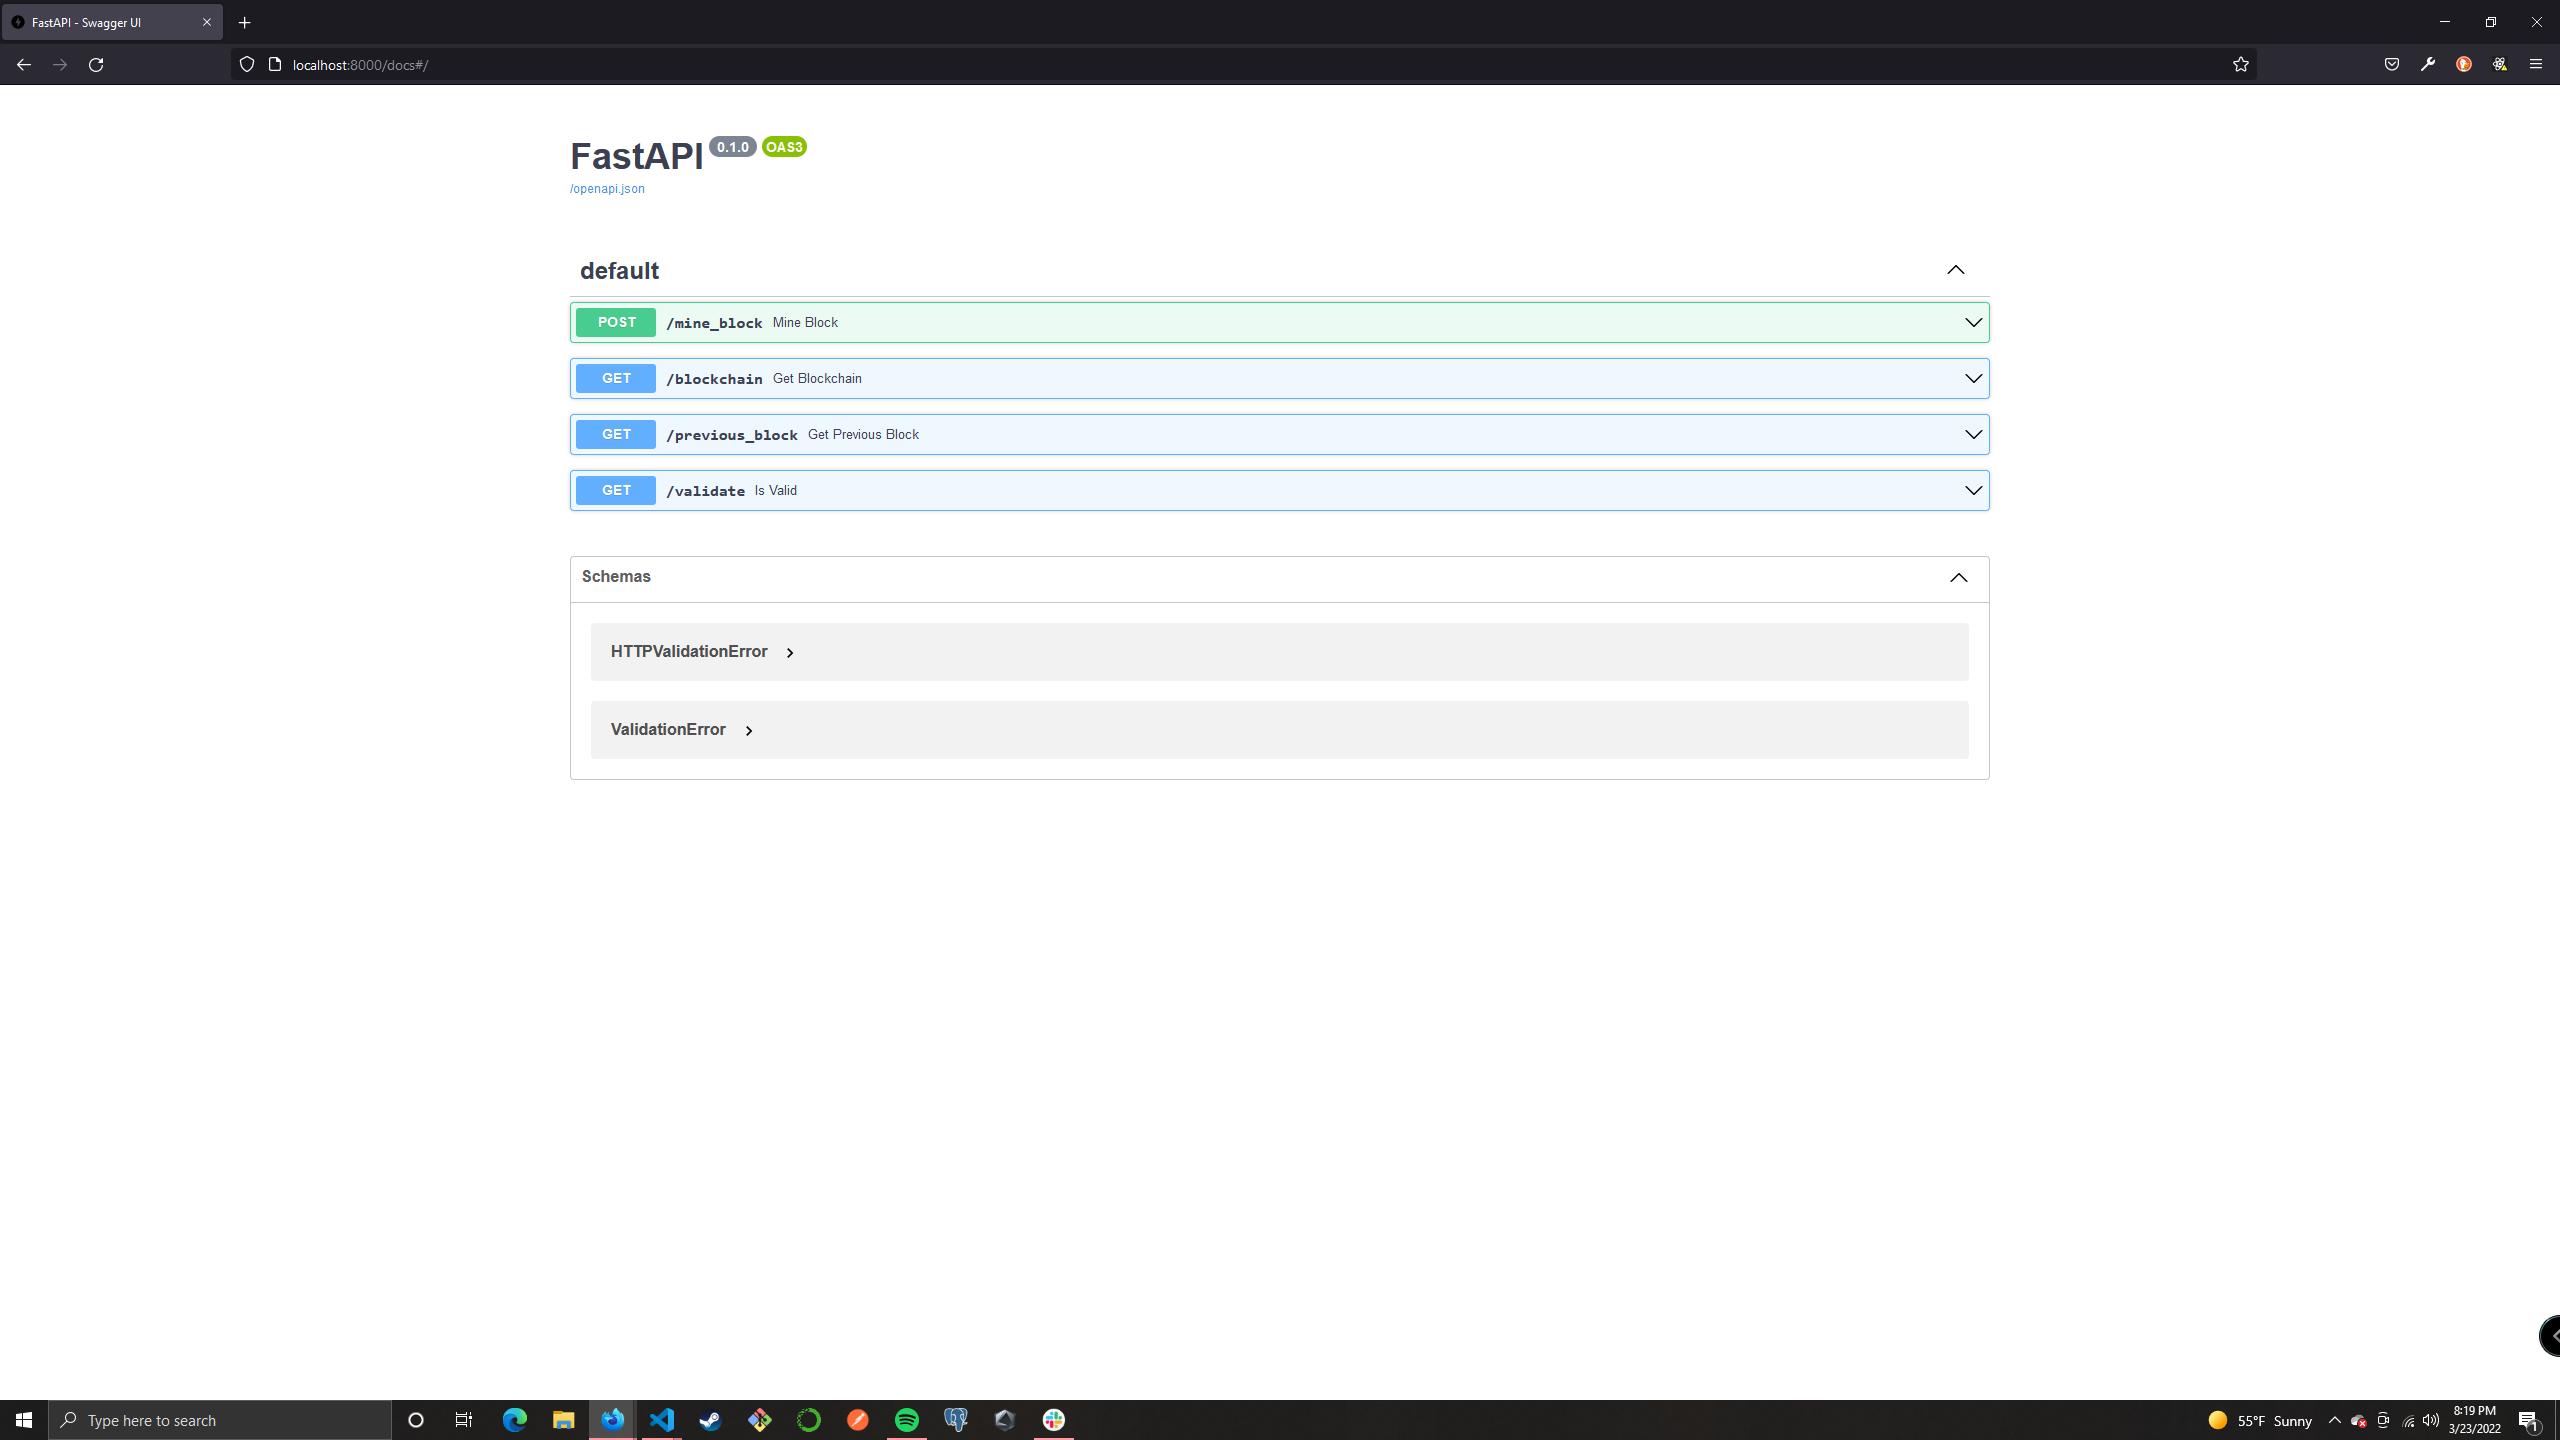 FastAPI - Swagger UI
localhost:8000/docs#/
FastAPI 0.1.0 OAS3
/openapi.json
default
POST /mine_block Mine Block
GET /blockchain Get Blockchain
GET /previous_block Get Previous Block
GET /validate Is Valid
Schemas
HTTPValidationError
ValidationError
Type here to search
55°F Sunny
8:19 PM
3/23/2022
1